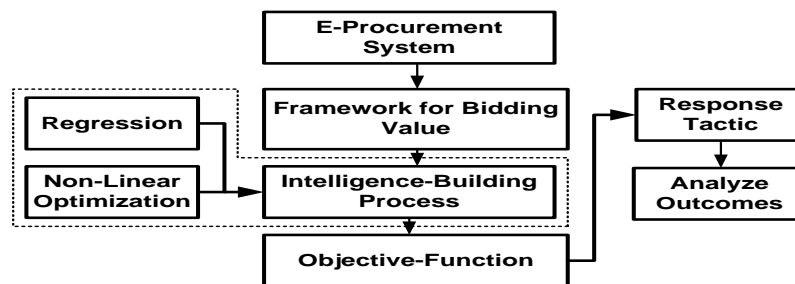 E-Procurement
System
Framework for Bidding
Value
Regression
Non-Linear
Optimization
Intelligence-Building
Process
Objective-Function
Response
Tactic
Analyze
Outcomes